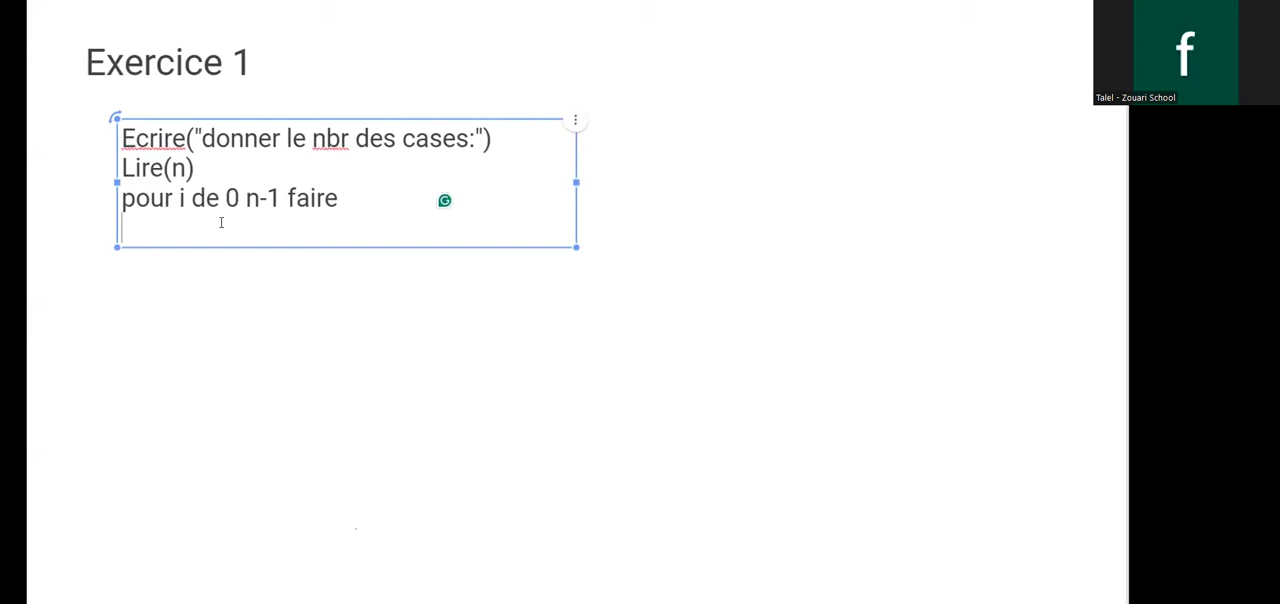 Exercice 1
Ecrire("donner le nbr des cases:")
Lire(n)
pour i de 0 n-1 faire
f
Talel - Zouari School